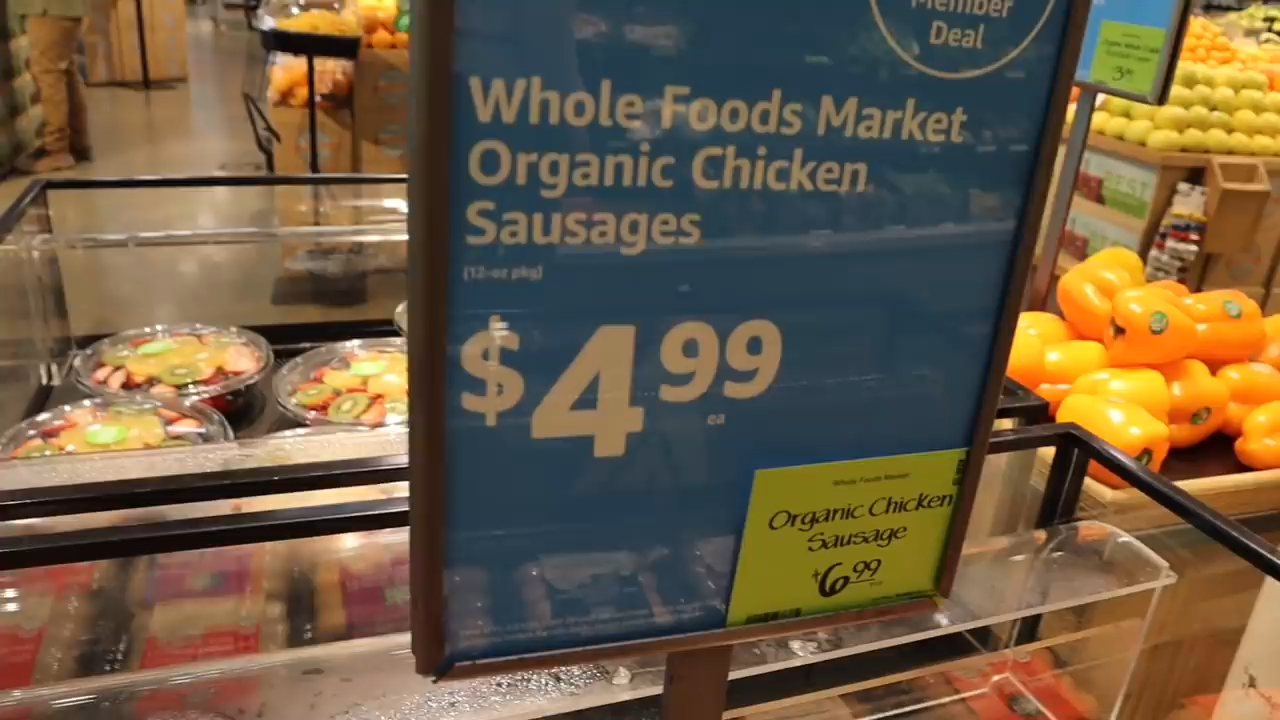 Member
Deal
Whole Foods Market
Organic Chicken
Sausages
(12-oz pkg)
$4 99
ea
Whole Foods Market
Organic Chicken
Sausage
$6.99